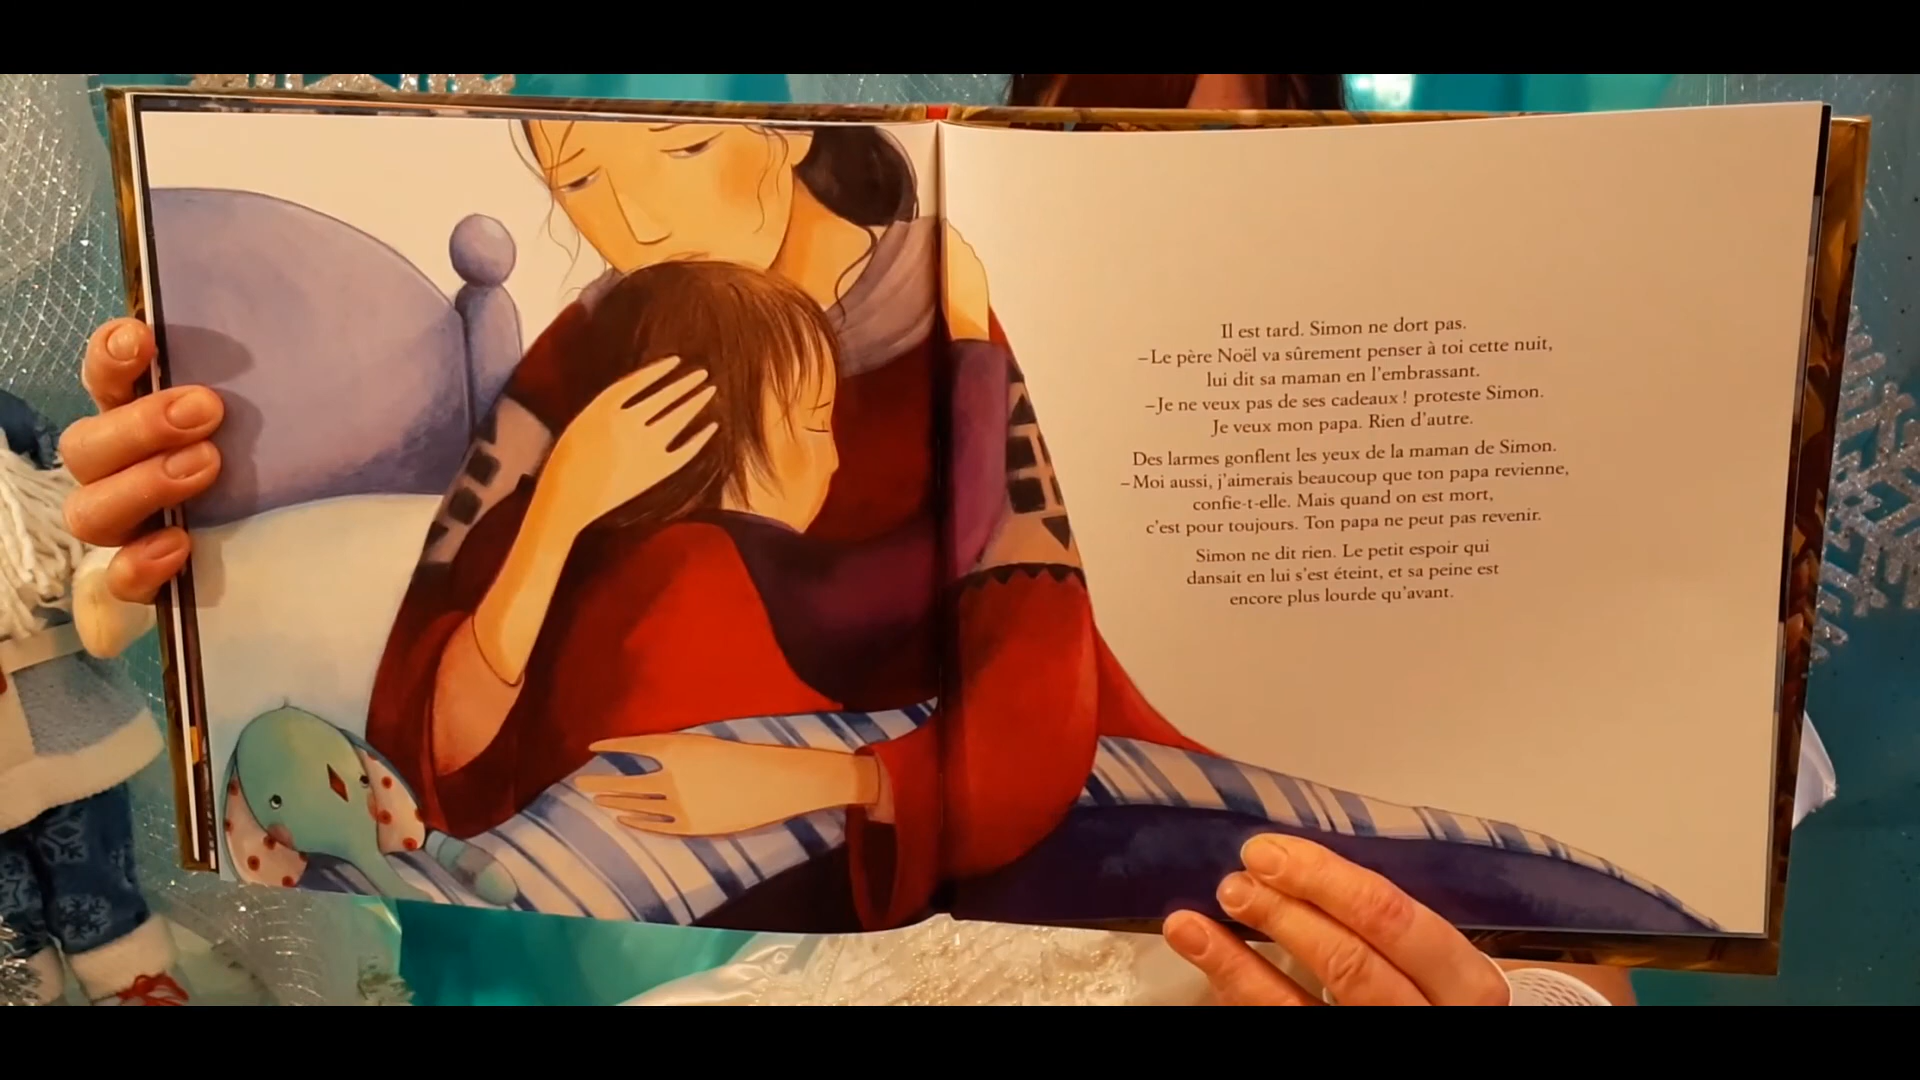 Il est tard. Simon ne dort pas.
–Le père Noël va sûrement penser à toi cette nuit,
lui dit sa maman en l'embrassant.
–Je ne veux pas de ses cadeaux ! proteste Simon.
Je veux mon papa. Rien d'autre.
Des larmes gonflent les yeux de la maman de Simon.
–Moi aussi, j'aimerais beaucoup que ton papa revienne,
confie-t-elle. Mais quand on est mort,
c'est pour toujours. Ton papa ne peut pas revenir.
Simon ne dit rien. Le petit espoir qui
dansait en lui s'est éteint, et sa peine est
encore plus lourde qu'avant.